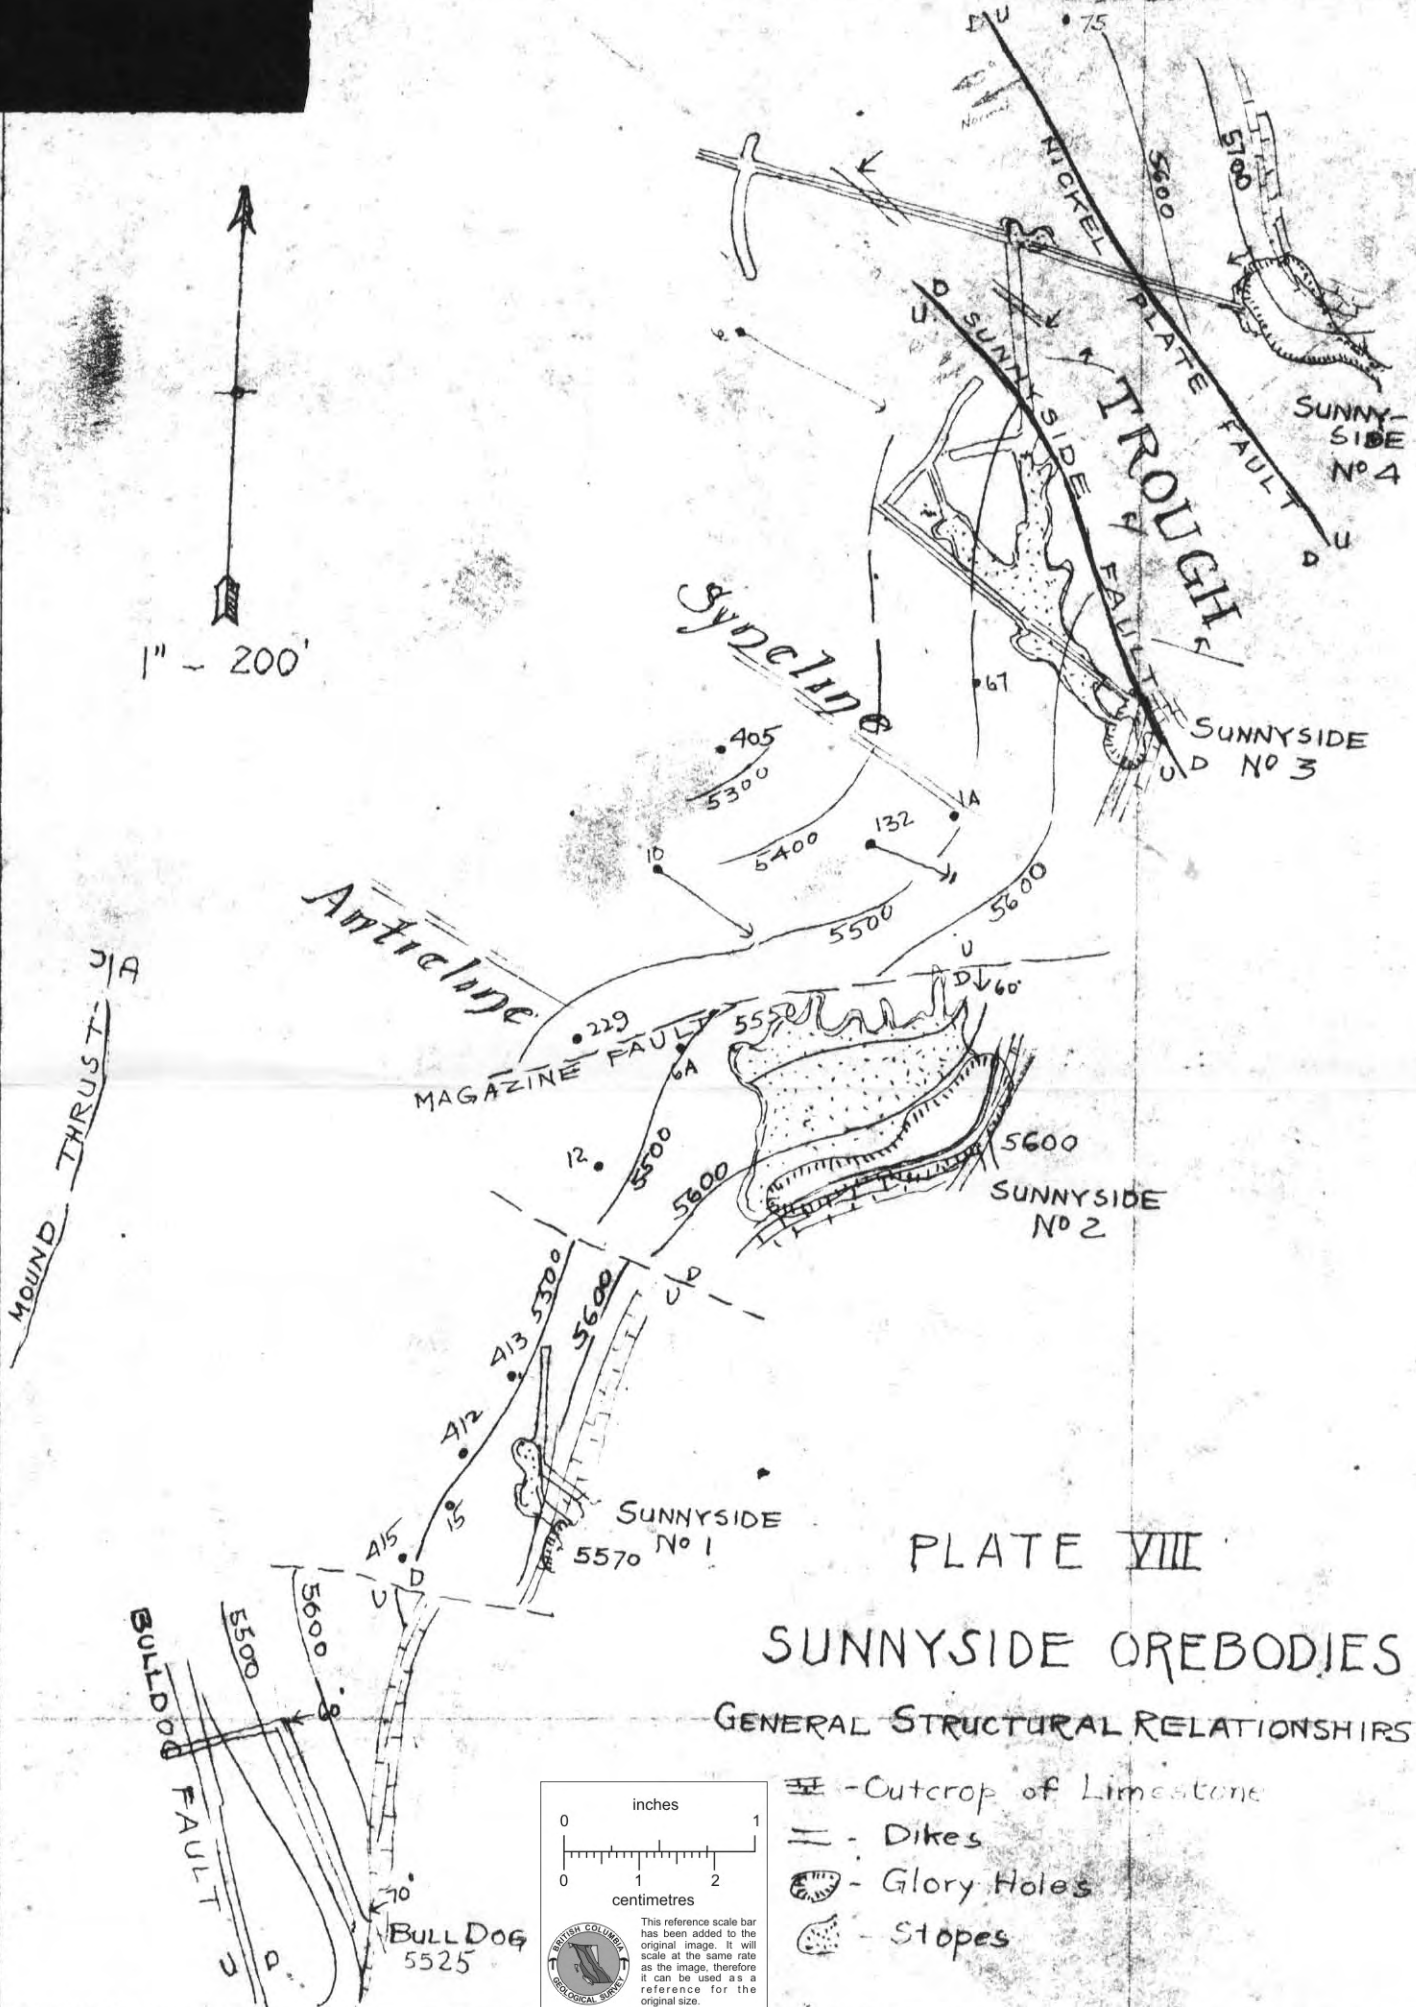 D U
75
Normal
NICKEL PLATE FAULT
5600
5700
D
U
SUNNYSIDE FAULT
TROUGH
SUNNY-
SIDE
Nº 4
U
D
1" - 200'
Syncline
67
SUNNYSIDE
Nº 3
U D
405
5300
1A
132
5400
10
5600
5500
Anticline
U
D 60°
229
5550
MAGAZINE FAULT
6A
MOUND THRUST
12
5500
5600
5600
SUNNYSIDE
Nº 2
D
U
5500
5600
413
412
15
SUNNYSIDE
Nº 1
5570
415
D
U
PLATE VIII
SUNNYSIDE OREBODIES
GENERAL STRUCTURAL RELATIONSHIPS
BULLDOG FAULT
5500
5600
U D
70°
BULL DOG
5525
- Outcrop of Limestone
- Dikes
- Glory Holes
- Stopes
inches
0 1
0 1 2
centimetres
BRITISH COLUMBIA
GEOLOGICAL SURVEY
This reference scale bar
has been added to the
original image. It will
scale at the same rate
as the image, therefore
it can be used as a
reference for the
original size.